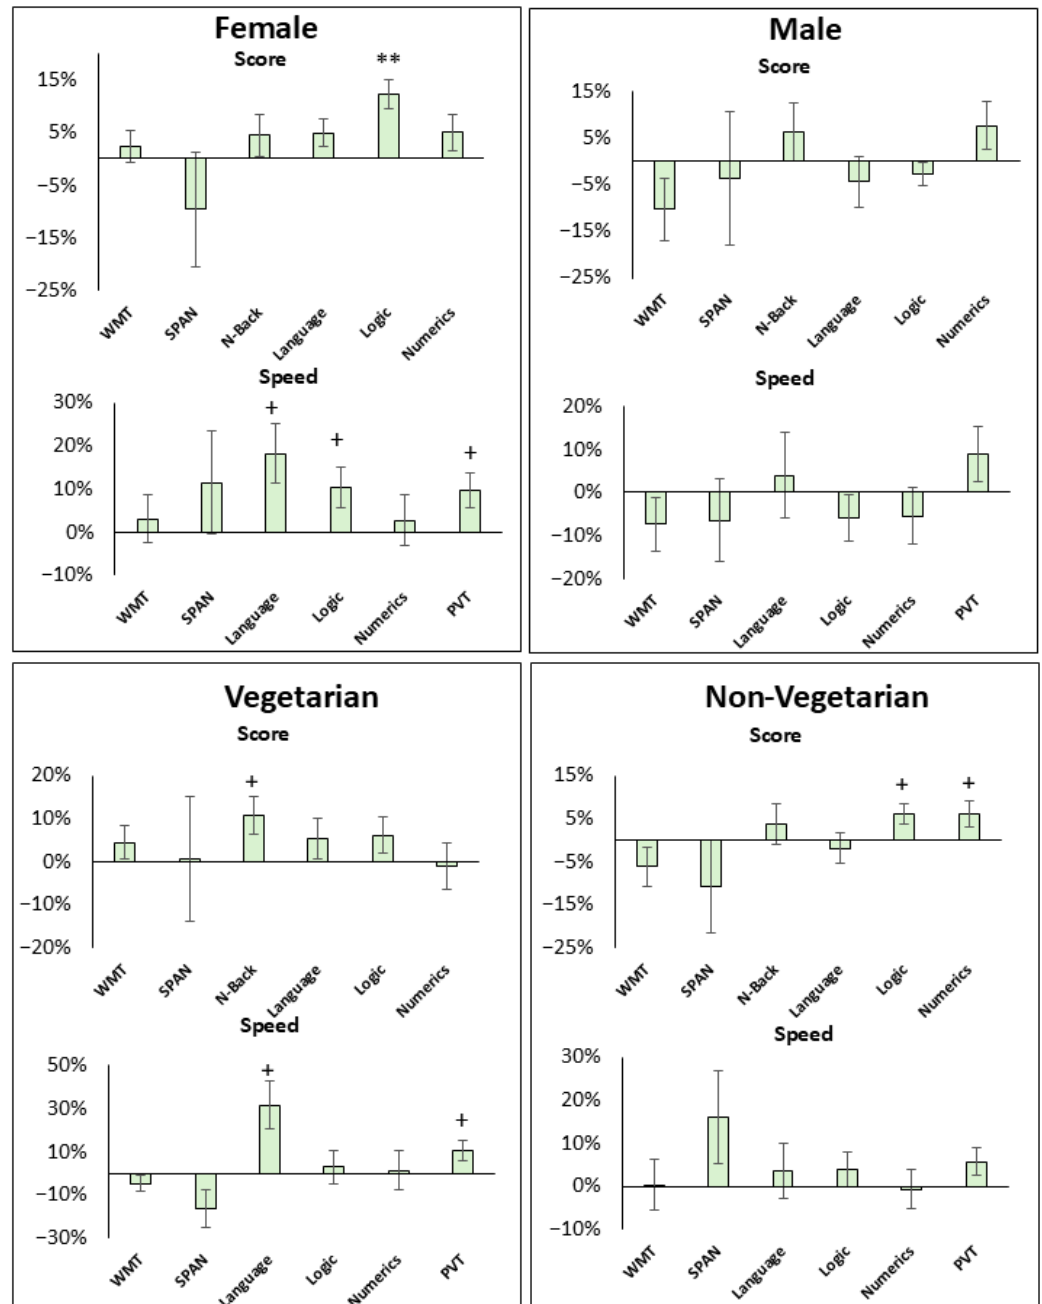 Female
Score
**
15%
5%
−5%
−15%
−25%
WMT
SPAN
N-Back
Language
Logic
Numerics
Speed
30%
20%
10%
0%
−10%
+
+
+
WMT
SPAN
Language
Logic
Numerics
PVT
Male
Score
15%
5%
−5%
−15%
−25%
WMT
SPAN
N-Back
Language
Logic
Numerics
Speed
20%
10%
0%
−10%
−20%
WMT
SPAN
Language
Logic
Numerics
PVT
Vegetarian
Score
20%
10%
0%
−10%
−20%
+
WMT
SPAN
N-Back
Language
Logic
Numerics
Speed
50%
30%
10%
−10%
−30%
+
+
WMT
SPAN
Language
Logic
Numerics
PVT
Non-Vegetarian
Score
15%
5%
−5%
−15%
−25%
+
+
WMT
SPAN
N-Back
Language
Logic
Numerics
Speed
30%
20%
10%
0%
−10%
WMT
SPAN
Language
Logic
Numerics
PVT